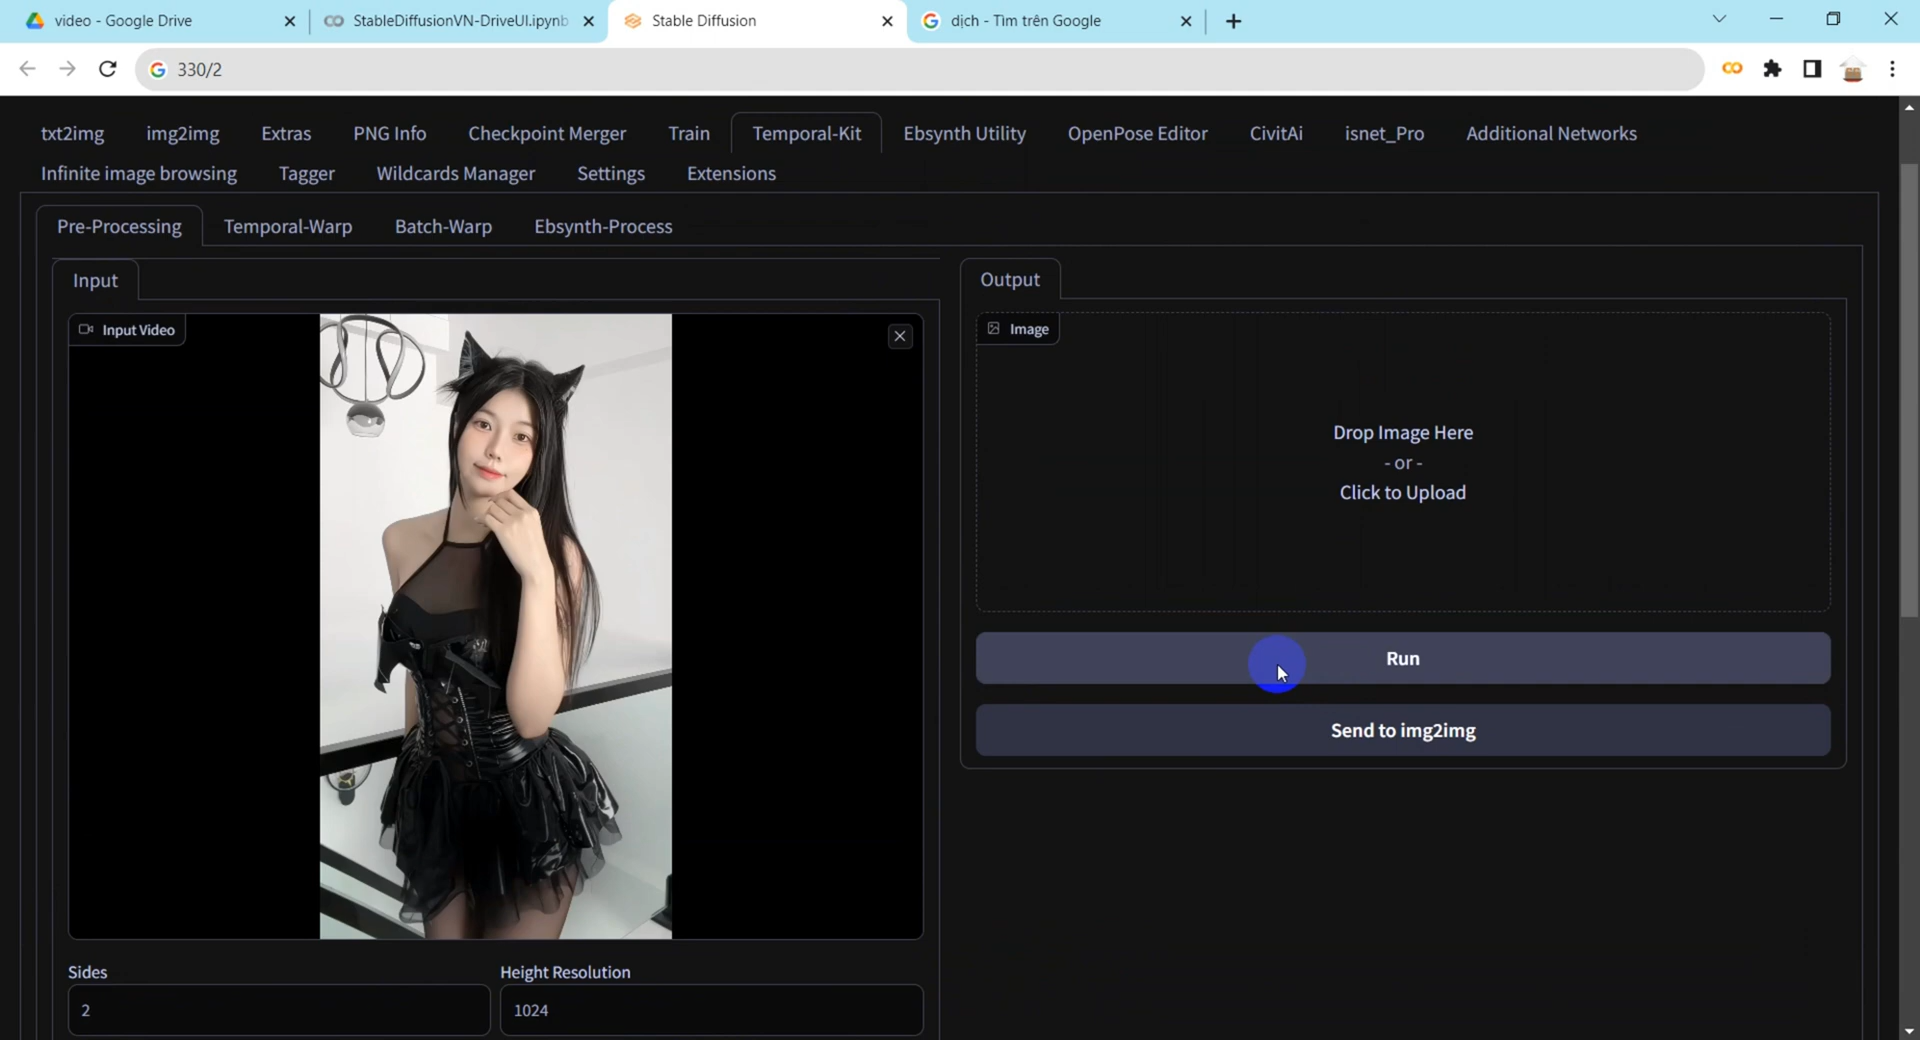 video - Google Drive
StableDiffusionVN-DriveUI.ipynb
Stable Diffusion
dịch - Tìm trên Google
330/2
txt2img img2img Extras PNG Info Checkpoint Merger Train Temporal-Kit Ebsynth Utility OpenPose Editor CivitAi isnet_Pro Additional Networks
Infinite image browsing Tagger Wildcards Manager Settings Extensions
Pre-Processing Temporal-Warp Batch-Warp Ebsynth-Process
Input
Input Video
Sides
2
Height Resolution
1024
Output
Image
Drop Image Here
- or -
Click to Upload
Run
Send to img2img